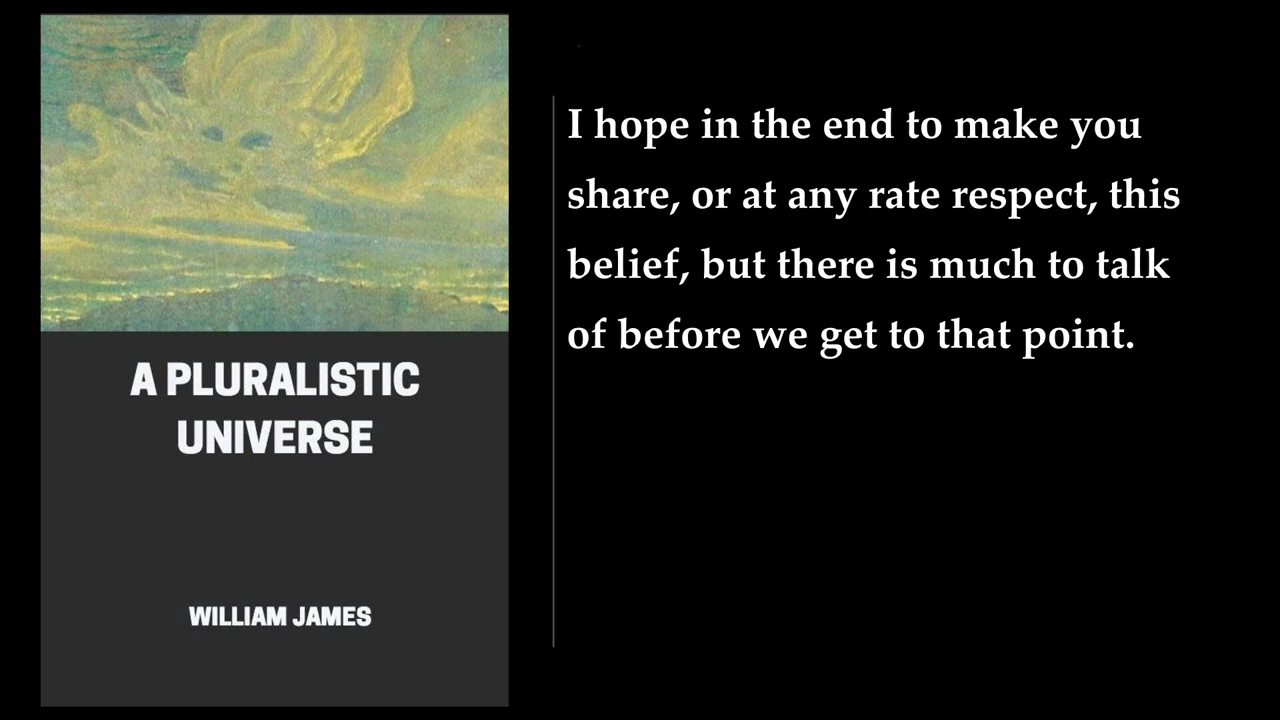 A PLURALISTIC
UNIVERSE
WILLIAM JAMES
I hope in the end to make you
share, or at any rate respect, this
belief, but there is much to talk
of before we get to that point.